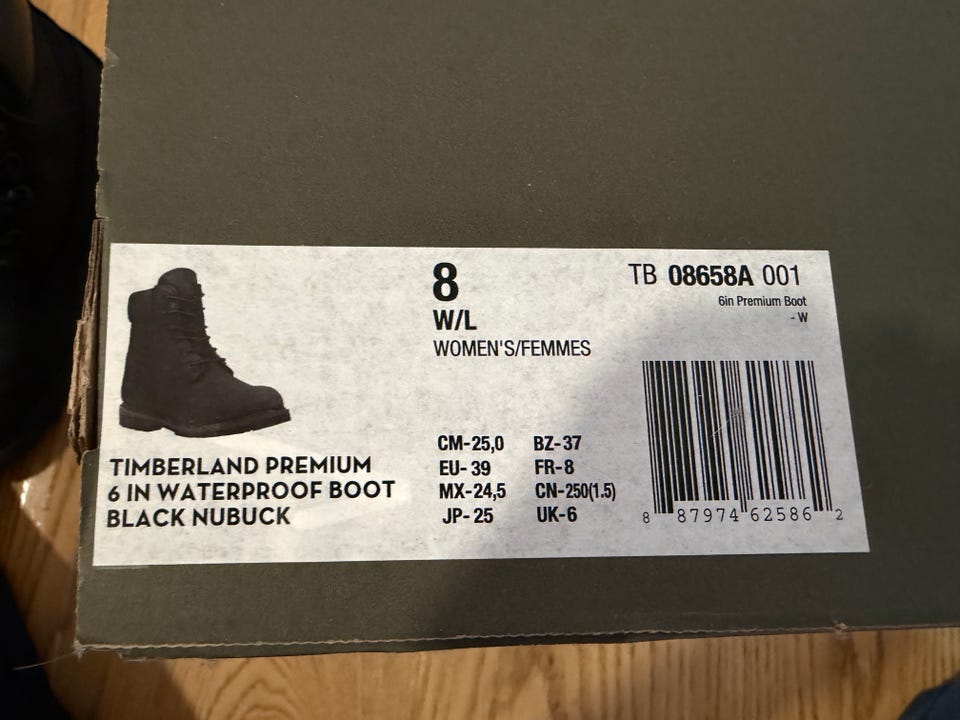 8
W/L
WOMEN'S/FEMMES
TB 08658A 001
6in Premium Boot
- W
CM-25,0 BZ-37
EU-39 FR-8
MX-24,5 CN-250(1.5)
JP-25 UK-6
TIMBERLAND PREMIUM
6 IN WATERPROOF BOOT
BLACK NUBUCK
8 87974 62586 2